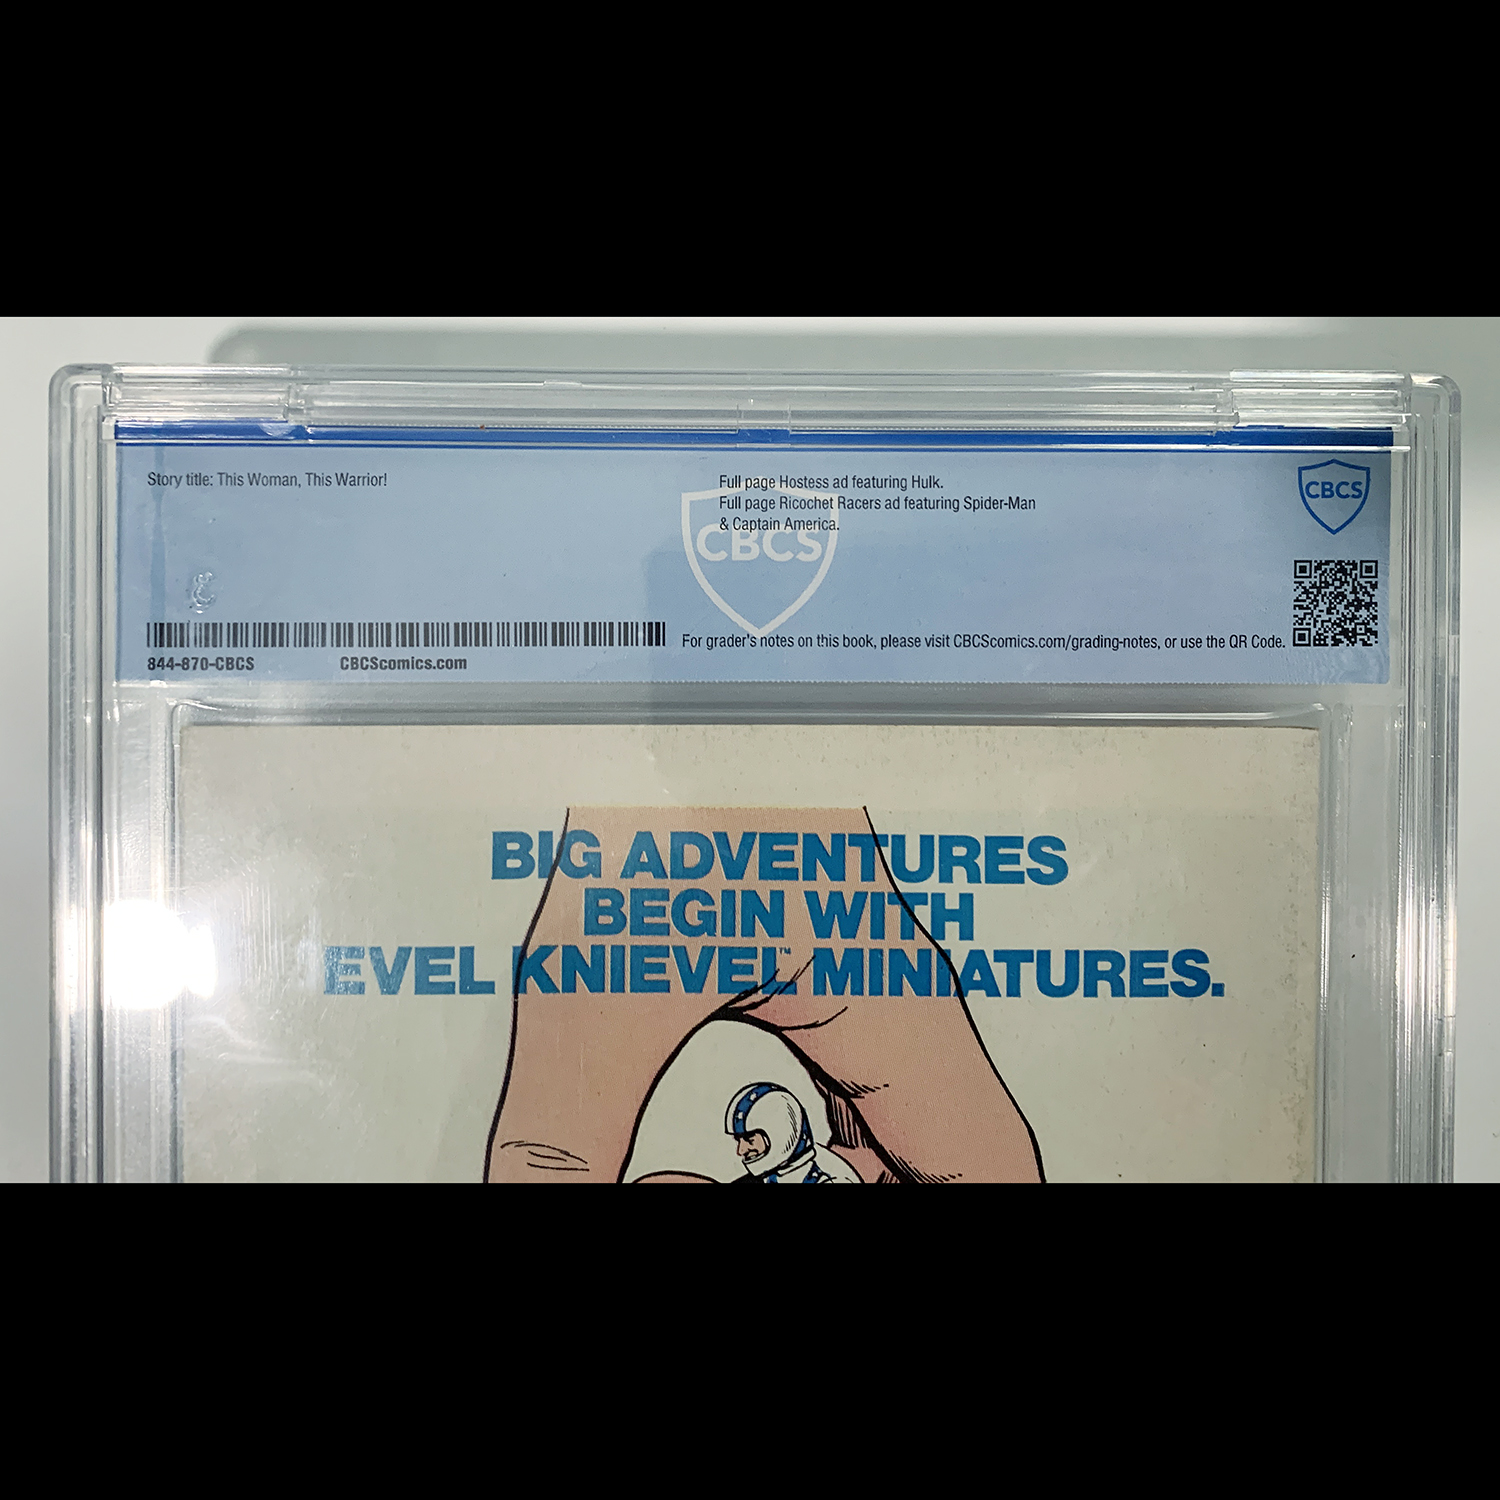 Story title: This Woman, This Warrior!
Full page Hostess ad featuring Hulk.
Full page Ricochet Racers ad featuring Spider-Man
& Captain America.
CBCS
CBCS
844-870-CBCS
CBCScomics.com
For grader's notes on this book, please visit CBCScomics.com/grading-notes, or use the QR Code.
BIG ADVENTURES
BEGIN WITH
EVEL KNIEVEL™ MINIATURES.